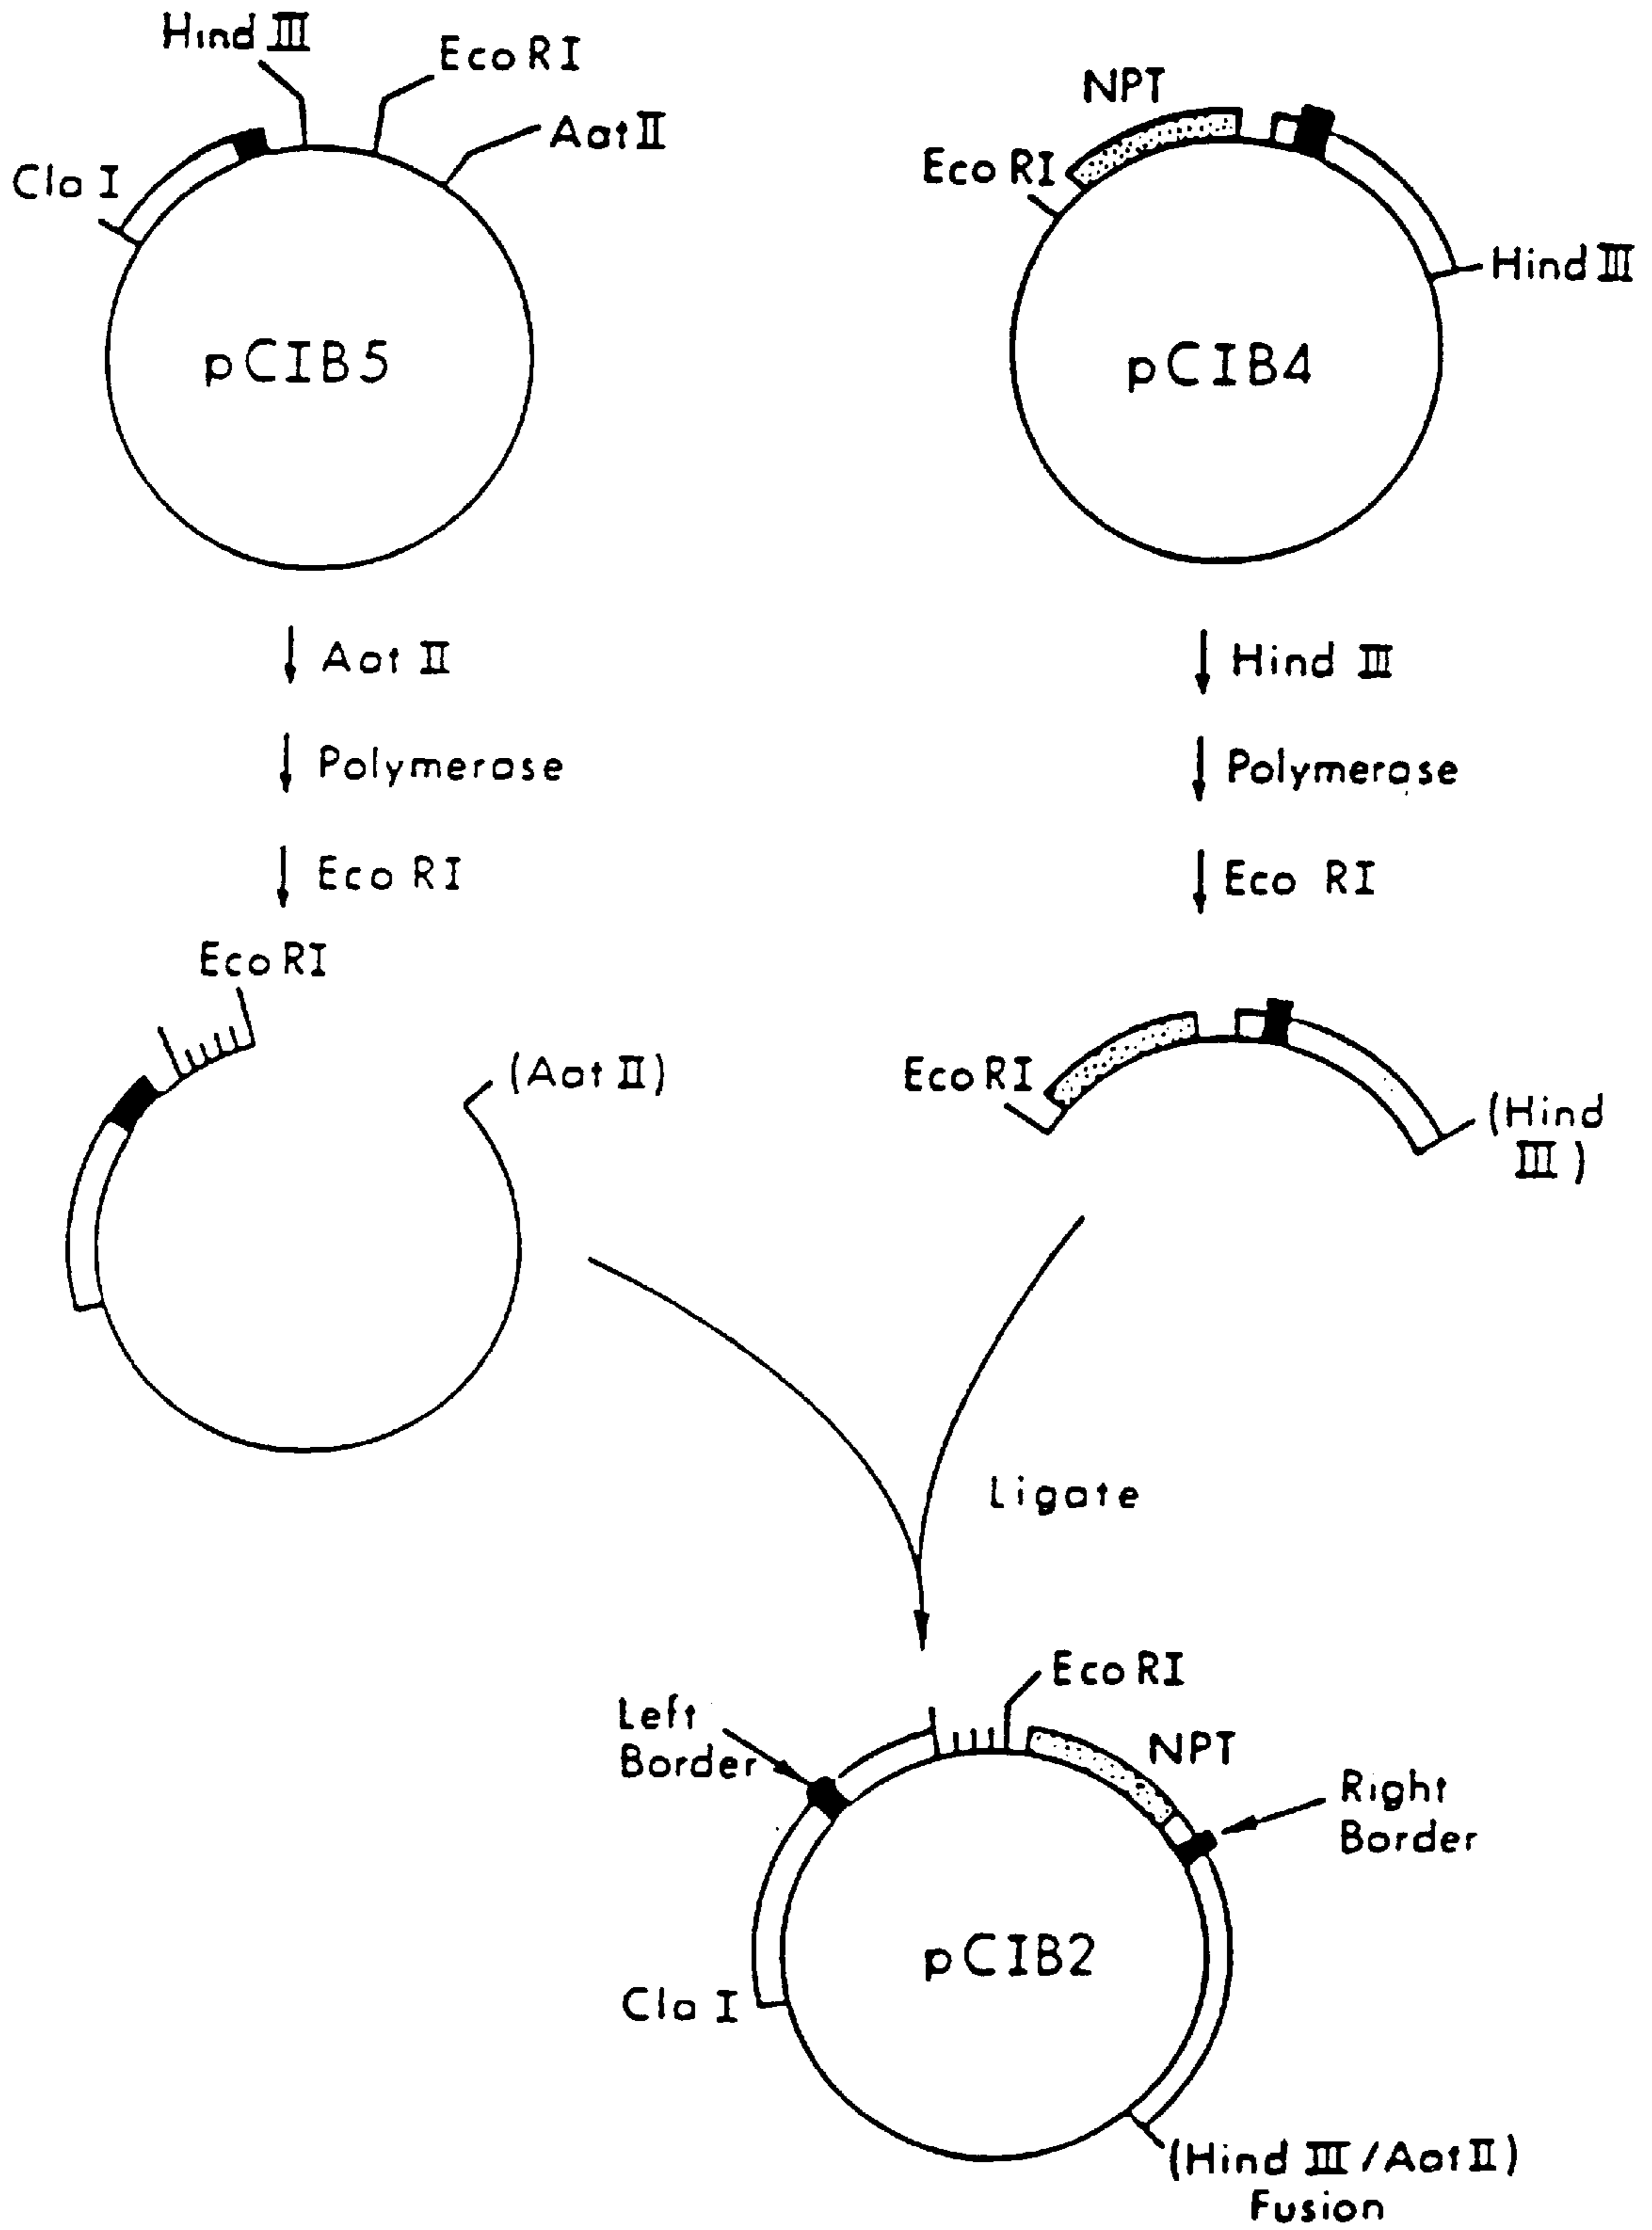 Hind III
Eco RI
Aat II
Cla I
pCIB5
NPT
Eco RI
Hind III
pCIB4
Aat II
Polymerase
Eco RI
Hind III
Polymerase
Eco RI
Eco RI
(Aat II)
Eco RI
(Hind
III)
Ligate
Eco RI
Left
Border
NPT
Right
Border
pCIB2
Cla I
(Hind III/Aat II)
Fusion